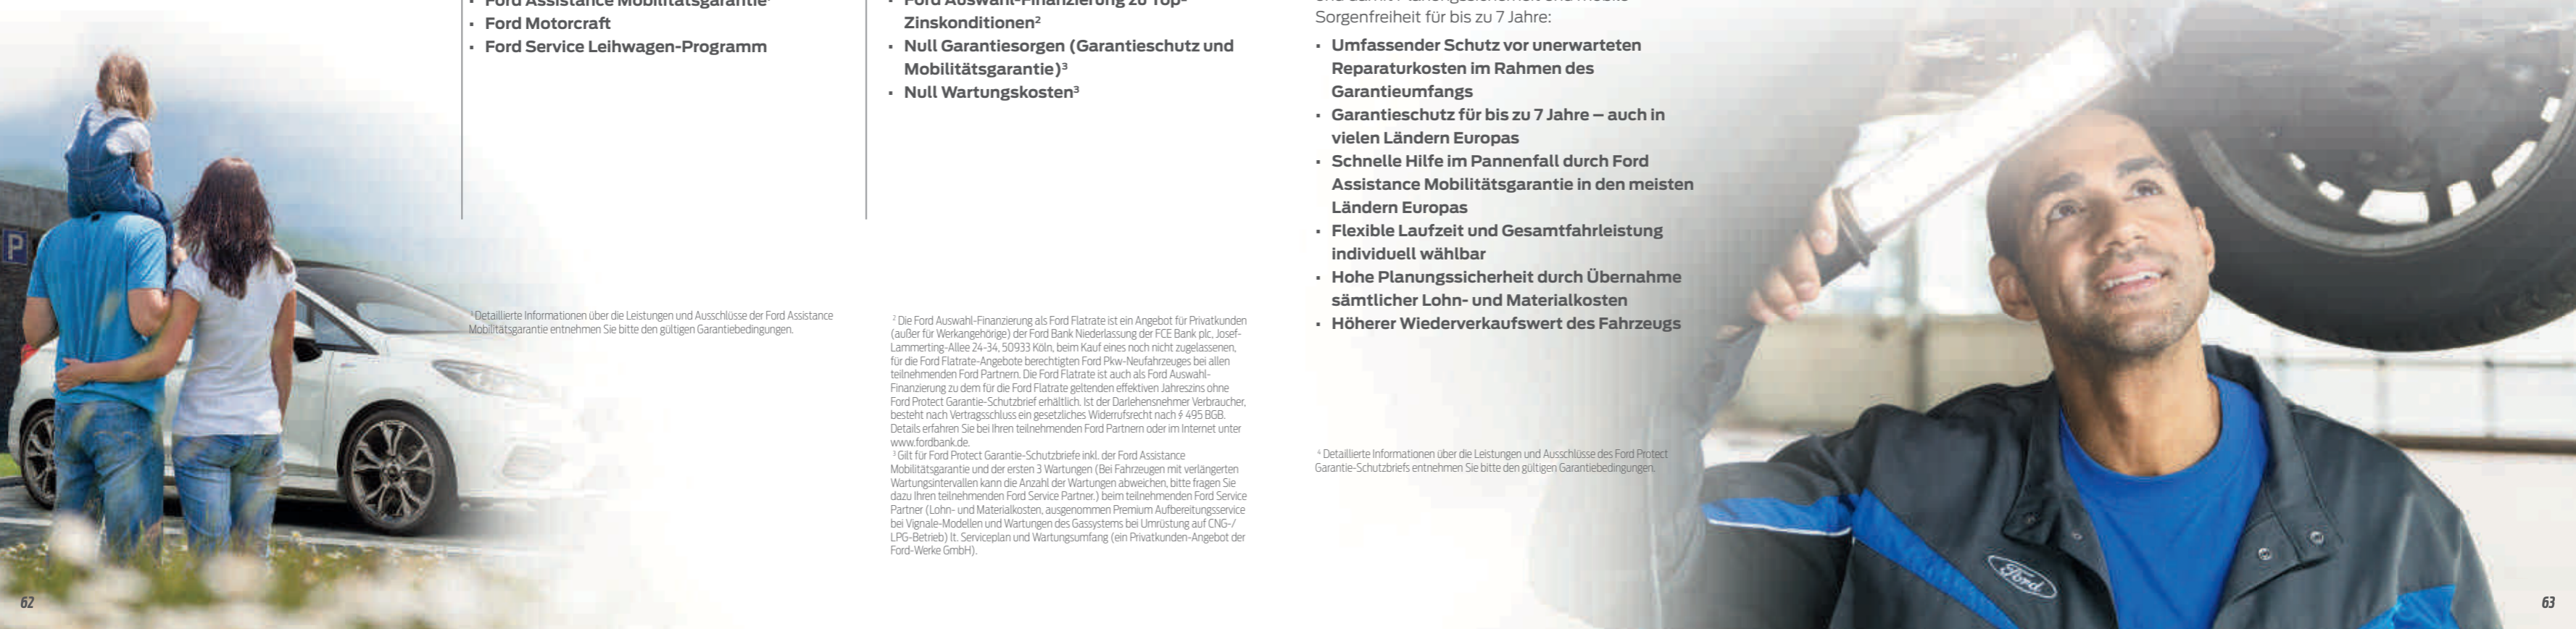 Ford Assistance Mobilitätsgarantie¹
• Ford Motorcraft
• Ford Service Leihwagen-Programm
¹ Detaillierte Informationen über die Leistungen und Ausschlüsse der Ford Assistance
Mobilitätsgarantie entnehmen Sie bitte den gültigen Garantiebedingungen.
P
62
Ford Auswahl-Finanzierung zu Top-
Zinskonditionen²
• Null Garantiesorgen (Garantieschutz und
Mobilitätsgarantie)³
• Null Wartungskosten³
² Die Ford Auswahl-Finanzierung als Ford Flatrate ist ein Angebot für Privatkunden
(außer für Werkangehörige) der Ford Bank Niederlassung der FCE Bank plc, Josef-
Lammerting-Allee 24-34, 50933 Köln, beim Kauf eines noch nicht zugelassenen,
für die Ford Flatrate-Angebote berechtigten Ford Pkw-Neufahrzeuges bei allen
teilnehmenden Ford Partnern. Die Ford Flatrate ist auch als Ford Auswahl-
Finanzierung zu dem für die Ford Flatrate geltenden effektiven Jahreszins ohne
Ford Protect Garantie-Schutzbrief erhältlich. Ist der Darlehensnehmer Verbraucher,
besteht nach Vertragsschluss ein gesetzliches Widerrufsrecht nach § 495 BGB.
Details erfahren Sie bei Ihren teilnehmenden Ford Partnern oder im Internet unter
www.fordbank.de.
³ Gilt für Ford Protect Garantie-Schutzbriefe inkl. der Ford Assistance
Mobilitätsgarantie und der ersten 3 Wartungen (Bei Fahrzeugen mit verlängerten
Wartungsintervallen kann die Anzahl der Wartungen abweichen, bitte fragen Sie
dazu Ihren teilnehmenden Ford Service Partner.) beim teilnehmenden Ford Service
Partner (Lohn- und Materialkosten, ausgenommen Premium Aufbereitungsservice
bei Vignale-Modellen und Wartungen des Gassystems bei Umrüstung auf CNG-/
LPG-Betrieb) lt. Serviceplan und Wartungsumfang (ein Privatkunden-Angebot der
Ford-Werke GmbH).
und damit Planungssicherheit und mobile
Sorgenfreiheit für bis zu 7 Jahre:
• Umfassender Schutz vor unerwarteten
Reparaturkosten im Rahmen des
Garantieumfangs
• Garantieschutz für bis zu 7 Jahre – auch in
vielen Ländern Europas
• Schnelle Hilfe im Pannenfall durch Ford
Assistance Mobilitätsgarantie in den meisten
Ländern Europas
• Flexible Laufzeit und Gesamtfahrleistung
individuell wählbar
• Hohe Planungssicherheit durch Übernahme
sämtlicher Lohn- und Materialkosten
• Höherer Wiederverkaufswert des Fahrzeugs
⁴ Detaillierte Informationen über die Leistungen und Ausschlüsse des Ford Protect
Garantie-Schutzbriefs entnehmen Sie bitte den gültigen Garantiebedingungen.
Ford
63